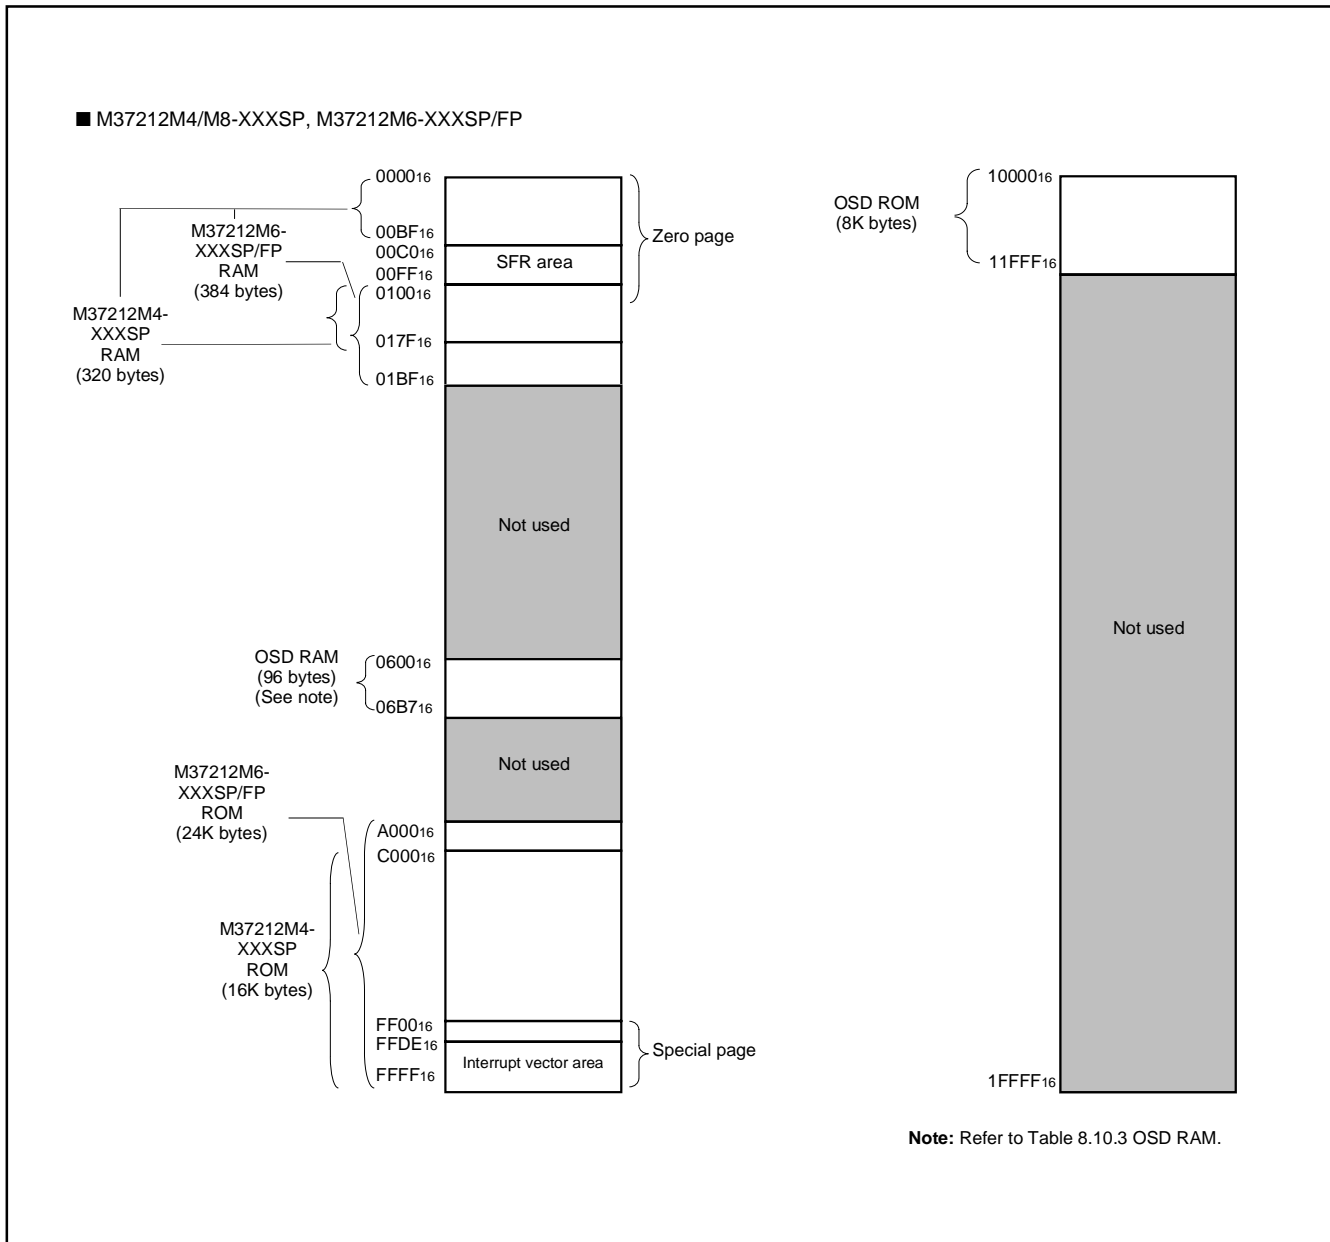 ■ M37212M4/M8-XXXSP, M37212M6-XXXSP/FP
000016
00BF16
00C016
00FF16
010016
017F16
01BF16
M37212M6-
XXXSP/FP
RAM
(384 bytes)
M37212M4-
XXXSP
RAM
(320 bytes)
SFR area
Zero page
Not used
OSD RAM
(96 bytes)
(See note)
060016
06B716
Not used
M37212M6-
XXXSP/FP
ROM
(24K bytes)
A00016
C00016
M37212M4-
XXXSP
ROM
(16K bytes)
FF0016
FFDE16
FFFF16
Interrupt vector area
Special page
OSD ROM
(8K bytes)
1000016
11FFF16
Not used
1FFFF16
Note: Refer to Table 8.10.3 OSD RAM.